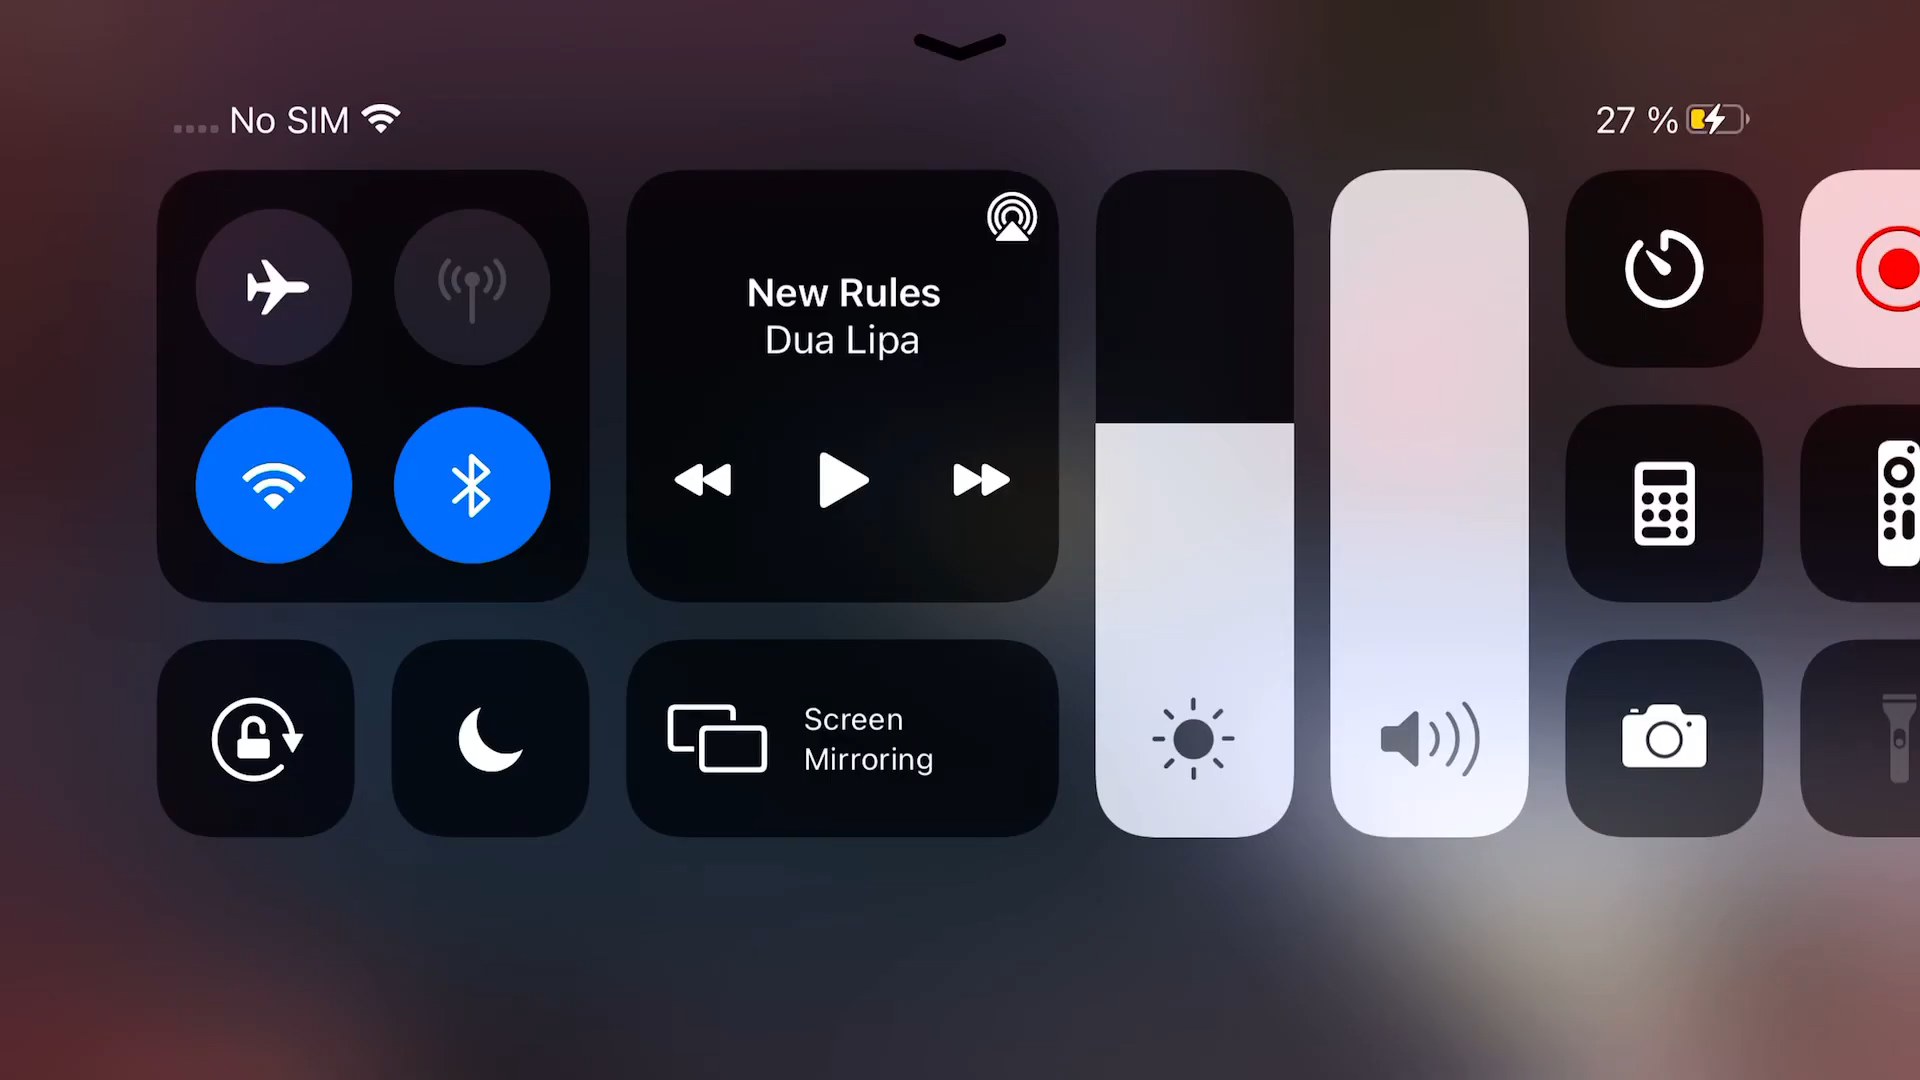 No SIM
27 %
New Rules
Dua Lipa
Screen
Mirroring